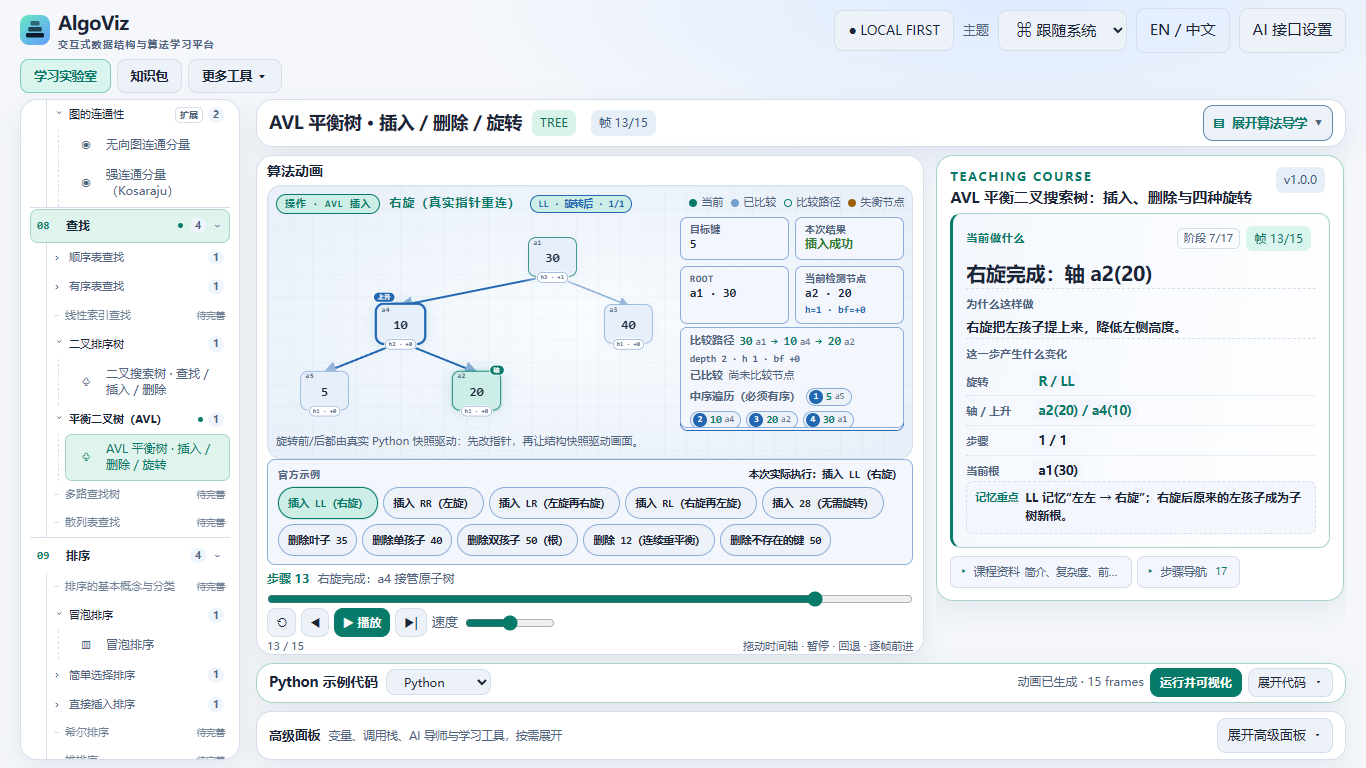 AlgoViz
交互式数据结构与算法学习平台
● LOCAL FIRST
主题
⌘ 跟随系统
EN / 中文
AI 接口设置
学习实验室
知识包
更多工具
图的连通性
扩展
2
无向图连通分量
强连通分量
（Kosaraju）
08
查找
4
顺序表查找
1
有序表查找
1
线性索引查找
待完善
二叉排序树
1
二叉搜索树 · 查找 /
插入 / 删除
平衡二叉树（AVL）
1
AVL 平衡树 · 插入 /
删除 / 旋转
多路查找树
待完善
散列表查找
待完善
09
排序
4
排序的基本概念与分类
待完善
冒泡排序
1
冒泡排序
简单选择排序
1
直接插入排序
1
希尔排序
待完善
AVL 平衡树 · 插入 / 删除 / 旋转
TREE
帧 13/15
展开算法导学
算法动画
操作 · AVL 插入
右旋（真实指针重连）
LL · 旋转后 · 1/1
当前
已比较
比较路径
失衡节点
a1
30
h3 · +1
上升
a4
10
h2 · +0
a3
40
h1 · +0
a5
5
h1 · +0
轴
a2
20
h1 · +0
目标键
5
本次结果
插入成功
ROOT
a1 · 30
当前检测节点
a2 · 20
h=1 · bf=+0
比较路径 30 a1 → 10 a4 → 20 a2
depth 2 · h 1 · bf +0
已比较 尚未比较节点
中序遍历（必须有序）
1 5 a5
2 10 a4
3 20 a2
4 30 a1
旋转前/后都由真实 Python 快照驱动：先改指针，再让结构快照驱动画面。
官方示例
本次实际执行：插入 LL（右旋）
插入 LL（右旋）
插入 RR（左旋）
插入 LR（左旋再右旋）
插入 RL（右旋再左旋）
插入 28（无需旋转）
删除叶子 35
删除单孩子 40
删除双孩子 50（根）
删除 12（连续重平衡）
删除不存在的键 50
步骤 13 右旋完成：a4 接管原子树
播放
速度
13 / 15
拖动时间轴 · 暂停 · 回退 · 逐帧前进
TEACHING COURSE
AVL 平衡二叉搜索树：插入、删除与四种旋转
v1.0.0
当前做什么
阶段 7/17
帧 13/15
右旋完成：轴 a2(20)
为什么这样做
右旋把左孩子提上来，降低左侧高度。
这一步产生什么变化
旋转
R / LL
轴 / 上升
a2(20) / a4(10)
步骤
1 / 1
当前根
a1(30)
记忆重点
LL 记忆“左左 → 右旋”；右旋后原来的左孩子成为子
树新根。
课程资料 简介、复杂度、前...
步骤导航 17
Python 示例代码
Python
动画已生成 · 15 frames
运行并可视化
展开代码
高级面板
变量、调用栈、AI 导师与学习工具，按需展开
展开高级面板